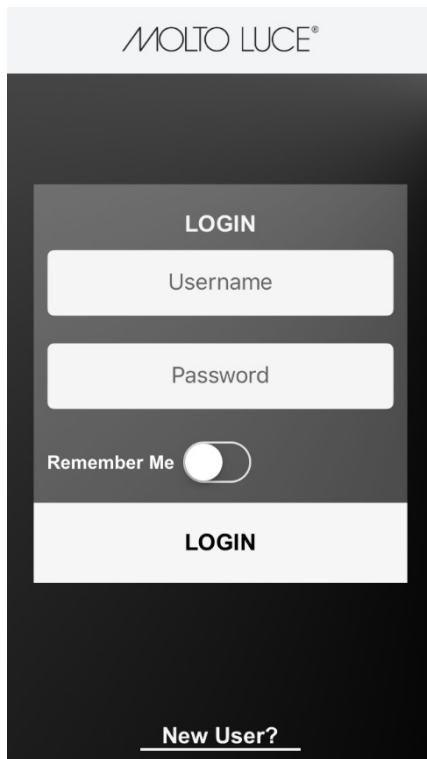 MOLTO LUCE®
LOGIN
Username
Password
Remember Me
LOGIN
New User?